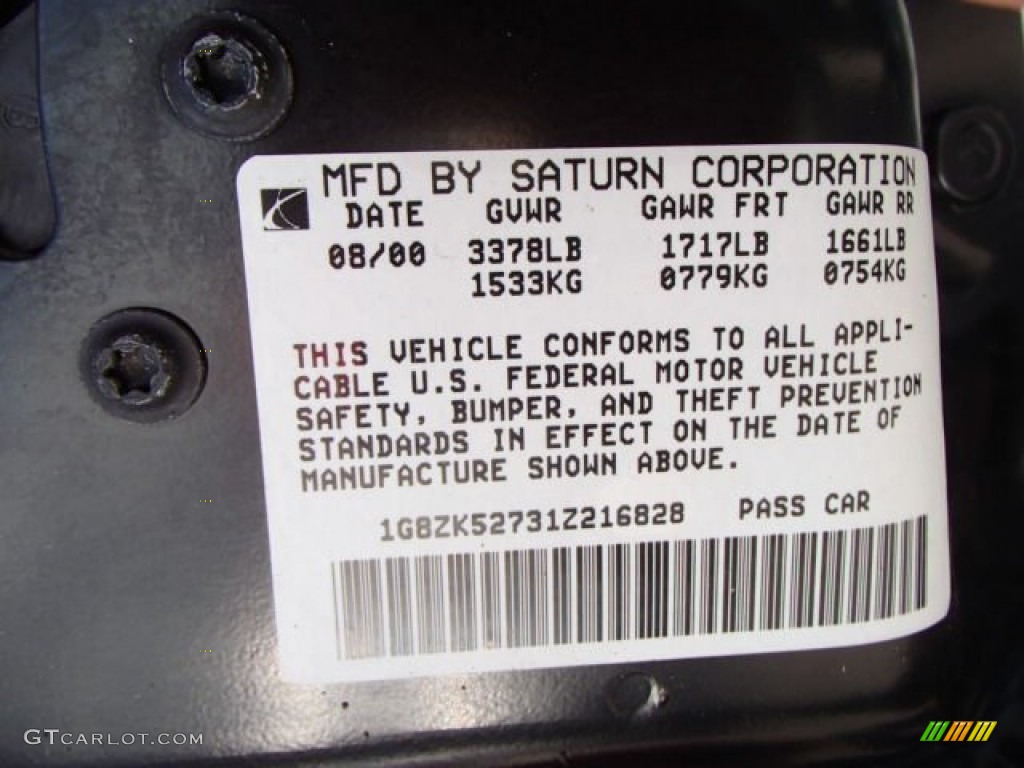 MFD BY SATURN CORPORATION
DATE GVWR GAWR FRT GAWR RR
08/00 3378LB 1717LB 1661LB
1533KG 0779KG 0754KG
THIS VEHICLE CONFORMS TO ALL APPLI-
CABLE U.S. FEDERAL MOTOR VEHICLE
SAFETY, BUMPER, AND THEFT PREVENTION
STANDARDS IN EFFECT ON THE DATE OF
MANUFACTURE SHOWN ABOVE.
1G8ZK52731Z216828 PASS CAR
GTCARLOT.COM